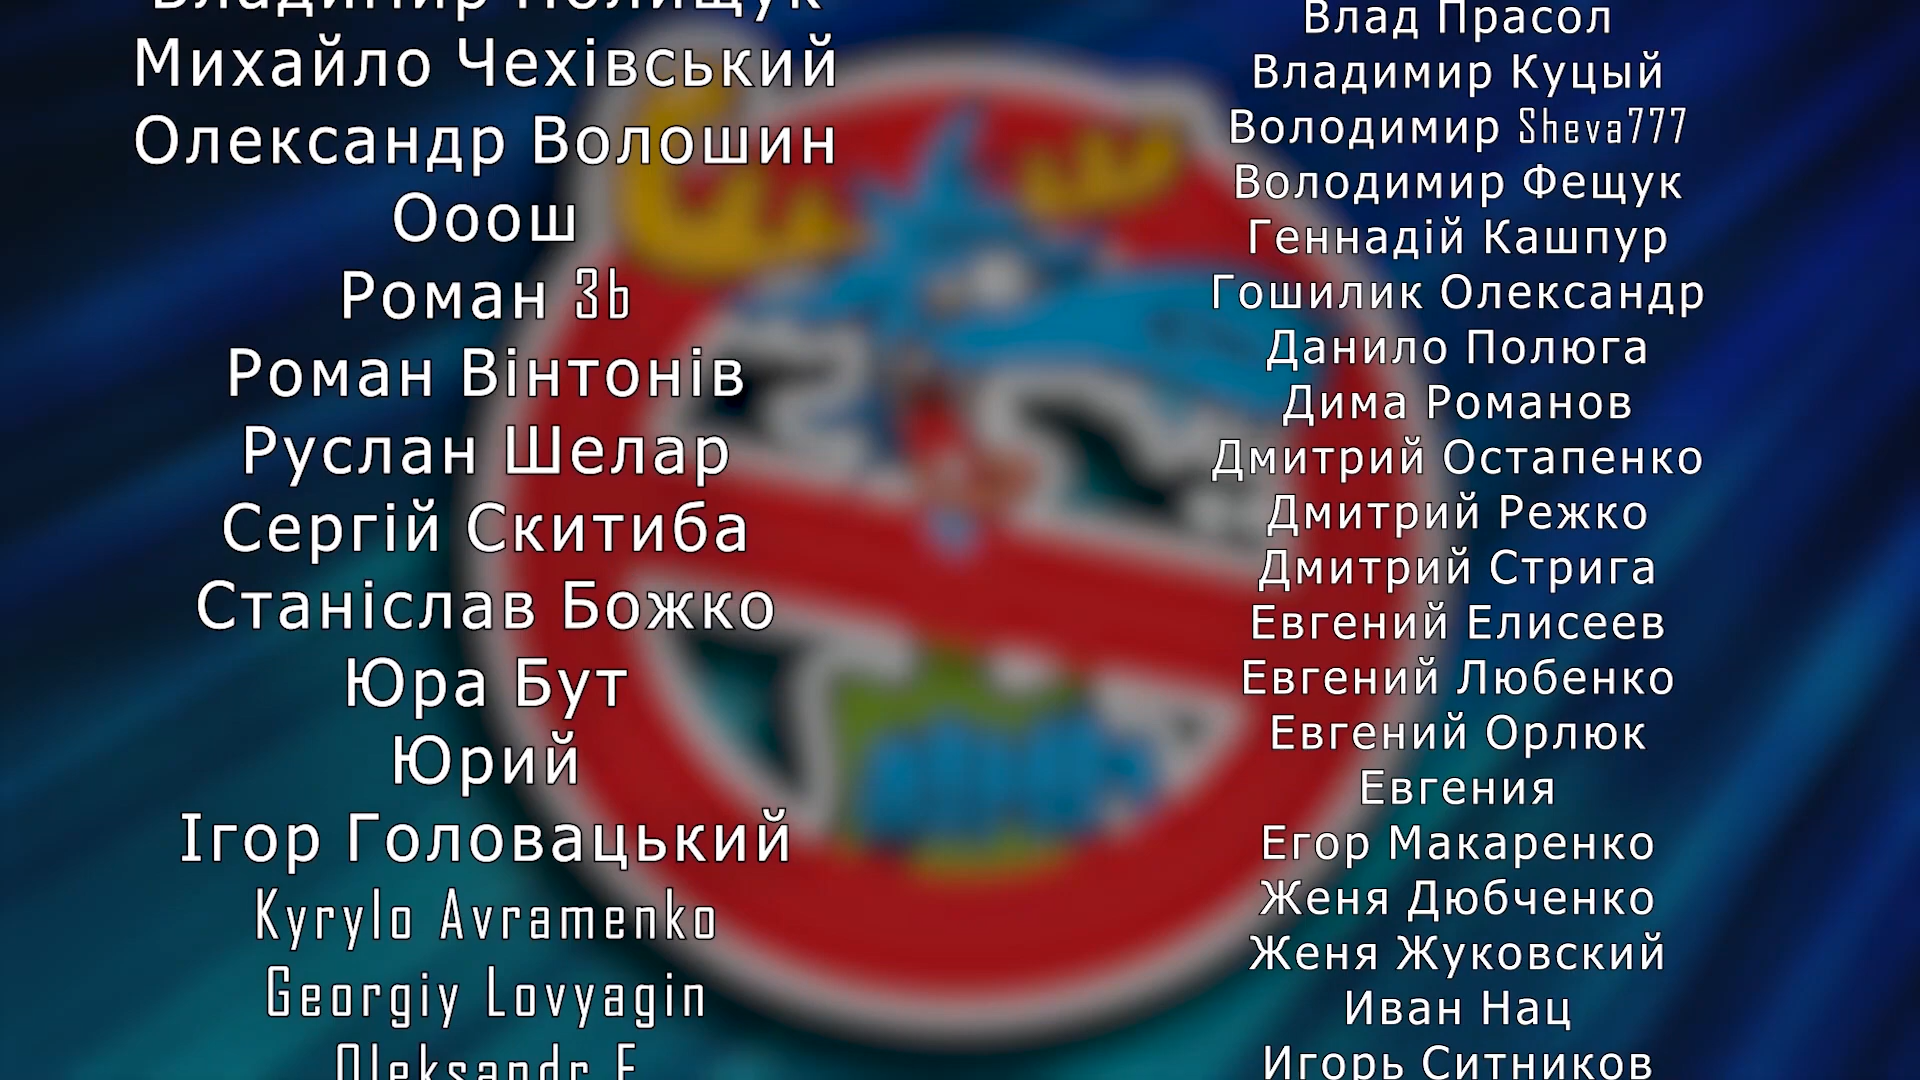 Владимир Полищук
Михайло Чехівський
Олександр Волошин
Ооош
Роман 3b
Роман Вінтонів
Руслан Шелар
Сергій Скитиба
Станіслав Божко
Юра Бут
Юрий
Ігор Головацький
Kyrylo Avramenko
Georgiy Lovyagin
Oleksandr F
Влад Прасол
Владимир Куцый
Володимир Sheva777
Володимир Фещук
Геннадій Кашпур
Гошилик Олександр
Данило Полюга
Дима Романов
Дмитрий Остапенко
Дмитрий Режко
Дмитрий Стрига
Евгений Елисеев
Евгений Любенко
Евгений Орлюк
Евгения
Егор Макаренко
Женя Дюбченко
Женя Жуковский
Иван Нац
Игорь Ситников